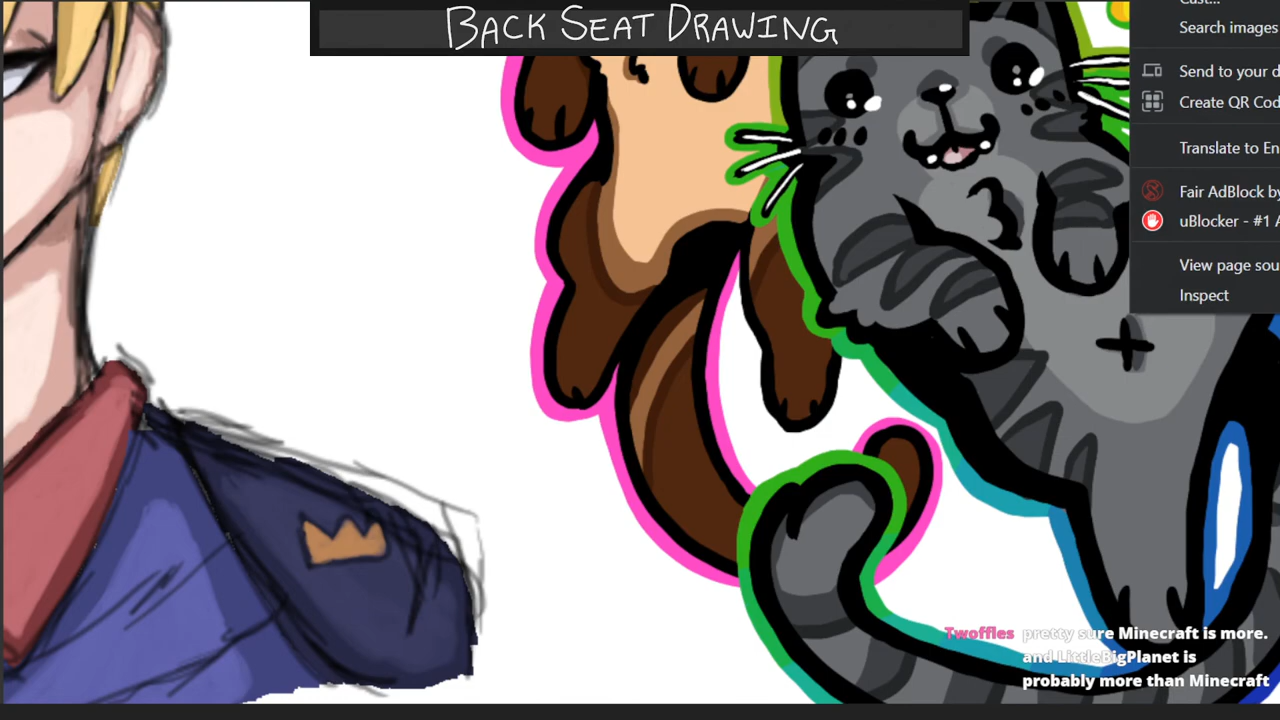 BACK SEAT DRAWING
Cast...
Search images
Send to your d
Create QR Cod
Translate to En
Fair AdBlock by
uBlocker - #1 A
View page sou
Inspect
Twoffles pretty sure Minecraft is more.
and LittleBigPlanet is
probably more than Minecraft